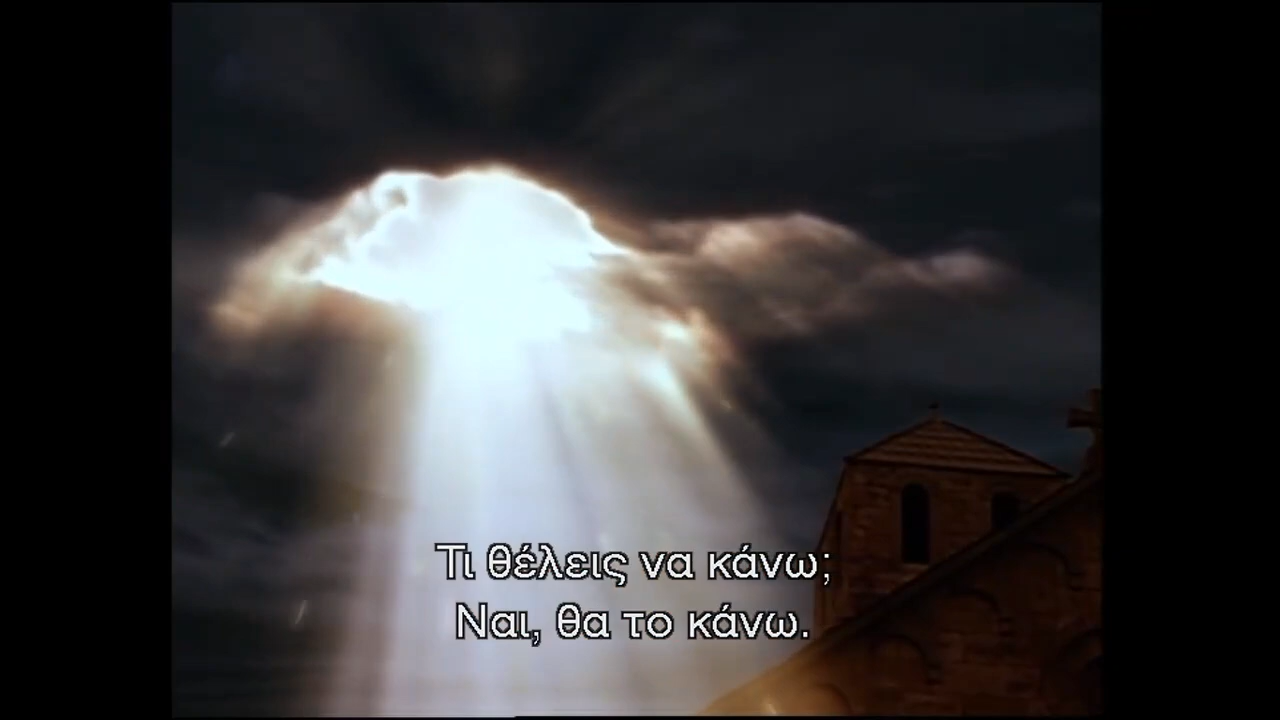 Τι θέλεις να κάνω;
Ναι, θα το κάνω.